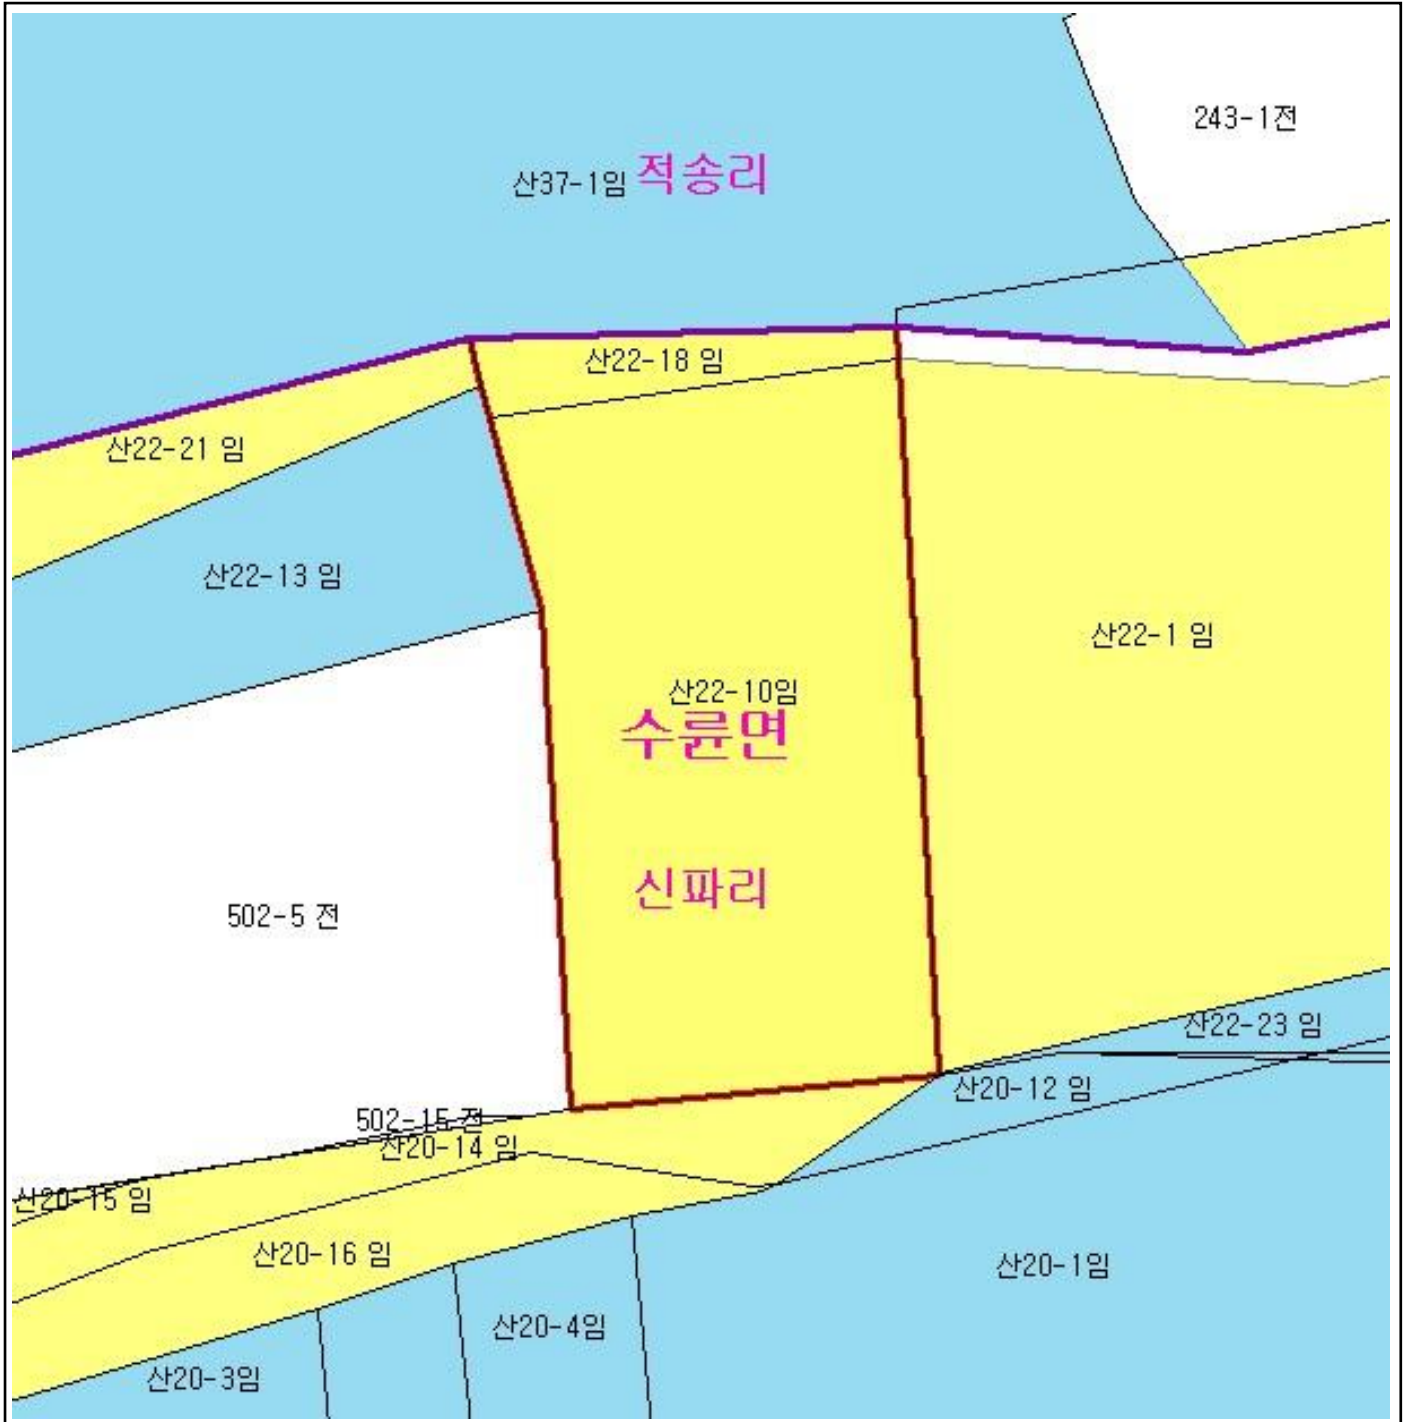 243-1전
산37-1임 적송리
산22-18 임
산22-21 임
산22-13 임
산22-1 임
산22-10임
수륜면
신파리
502-5 전
산22-23 임
산20-12 임
502-15 전
산20-14 임
산20-15 임
산20-16 임
산20-1임
산20-4임
산20-3임